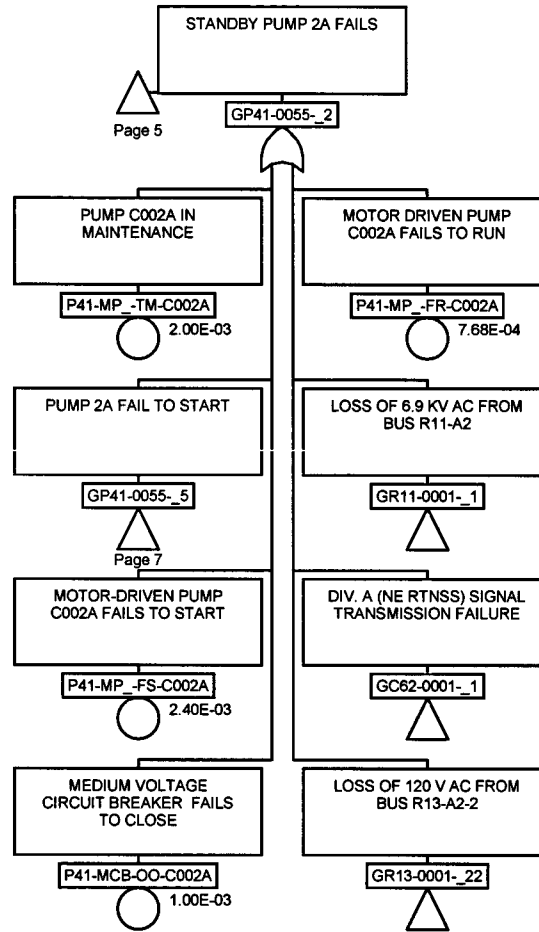 STANDBY PUMP 2A FAILS
Page 5
GP41-0055-_2
PUMP C002A IN
MAINTENANCE
P41-MP_-TM-C002A
2.00E-03
MOTOR DRIVEN PUMP
C002A FAILS TO RUN
P41-MP_-FR-C002A
7.68E-04
PUMP 2A FAIL TO START
GP41-0055-_5
Page 7
LOSS OF 6.9 KV AC FROM
BUS R11-A2
GR11-0001-_1
MOTOR-DRIVEN PUMP
C002A FAILS TO START
P41-MP_-FS-C002A
2.40E-03
DIV. A (NE RTNSS) SIGNAL
TRANSMISSION FAILURE
GC62-0001-_1
MEDIUM VOLTAGE
CIRCUIT BREAKER FAILS
TO CLOSE
P41-MCB-OO-C002A
1.00E-03
LOSS OF 120 V AC FROM
BUS R13-A2-2
GR13-0001-_22